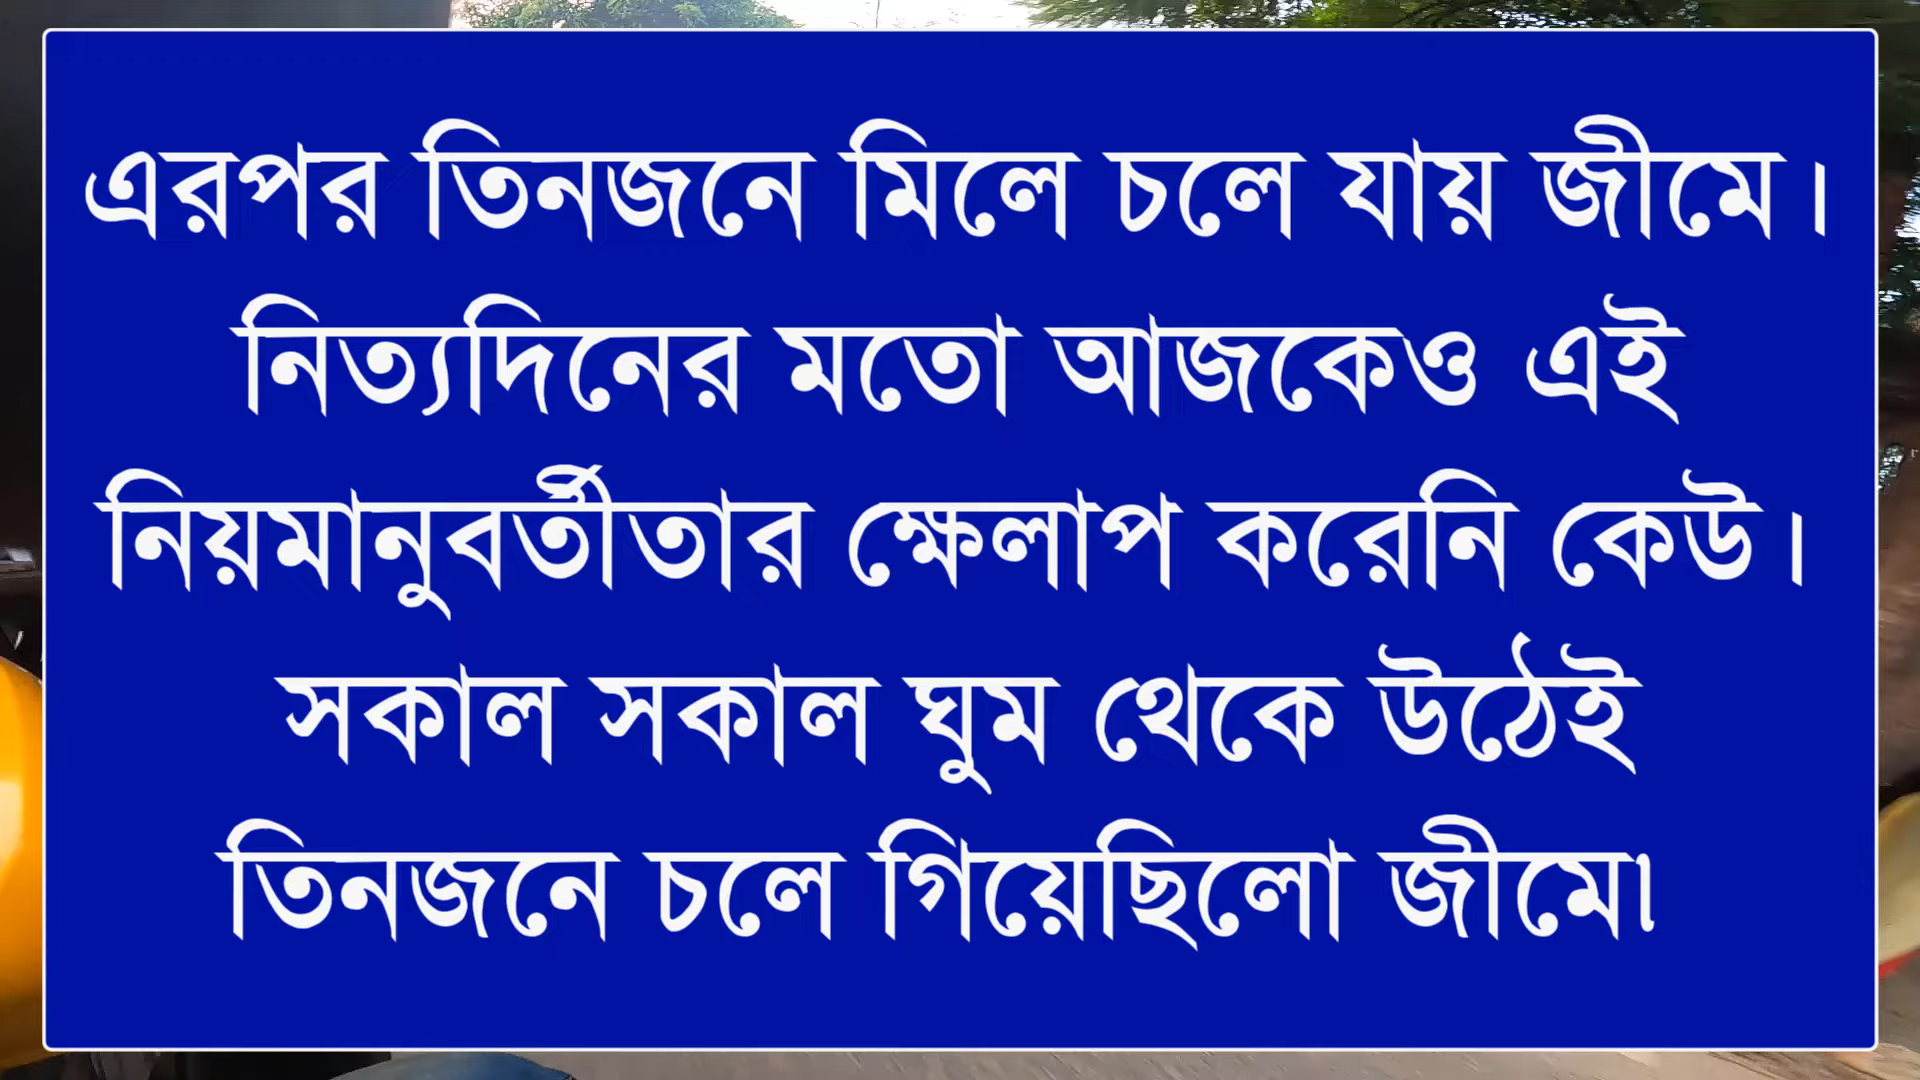 এরপর তিনজনে মিলে চলে যায় জীমে।
নিত্যদিনের মতো আজকেও এই
নিয়মানুবর্তীতার ক্ষেলাপ করেনি কেউ।
সকাল সকাল ঘুম থেকে উঠেই
তিনজনে চলে গিয়েছিলো জীমে৷